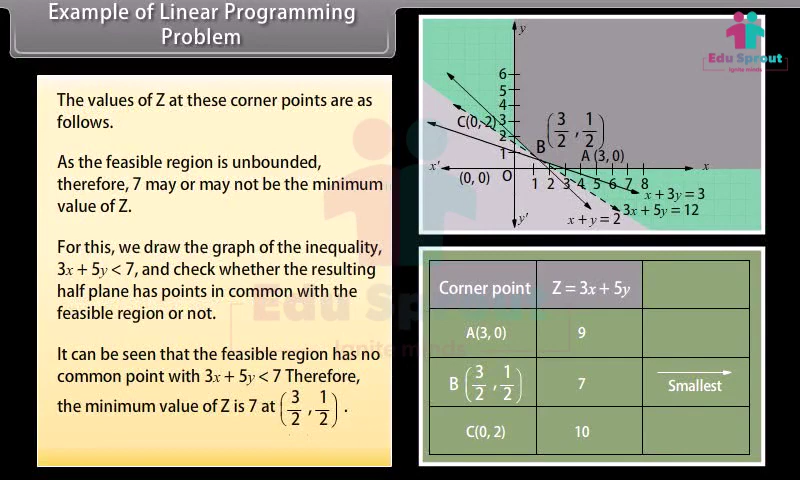 Example of Linear Programming
Problem
The values of Z at these corner points are as
follows.
As the feasible region is unbounded,
therefore, 7 may or may not be the minimum
value of Z.
For this, we draw the graph of the inequality,
3x + 5y < 7, and check whether the resulting
half plane has points in common with the
feasible region or not.
It can be seen that the feasible region has no
common point with 3x + 5y < 7 Therefore,
the minimum value of Z is 7 at (3/2, 1/2) .
Edu Sprout
Ignite minds
y
6
5
4
3
2
1
C(0, 2)
B (3/2, 1/2)
A (3, 0)
x'
(0, 0)
O
1 2 3 4 5 6 7 8
x
x + 3y = 3
3x + 5y = 12
x + y = 2
y'
Corner point Z = 3x + 5y
A(3, 0) 9
B (3/2, 1/2) 7 Smallest
C(0, 2) 10
Edu Sprout
Ignite minds